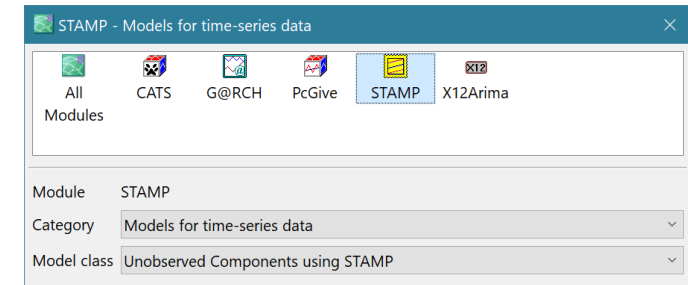 STAMP - Models for time-series data
All Modules
CATS
G@RCH
PcGive
STAMP
X12
X12Arima
Module STAMP
Category Models for time-series data
Model class Unobserved Components using STAMP